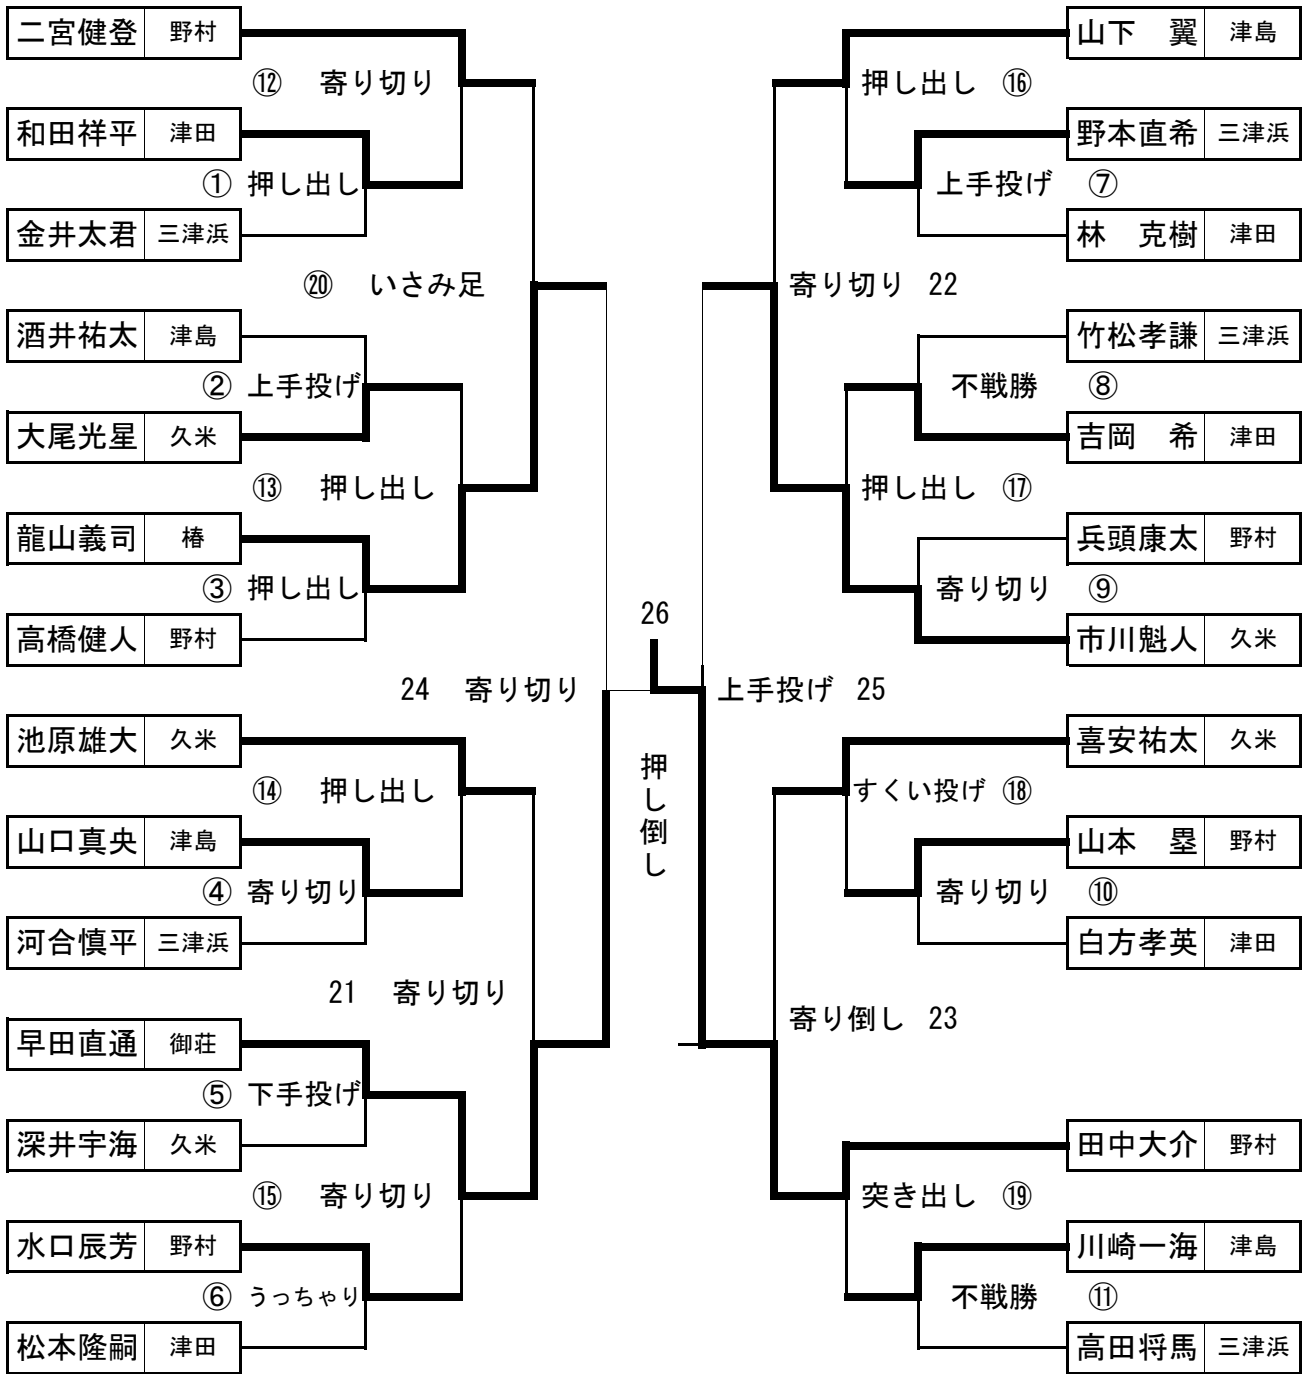 二宮健登 野村
⑫ 寄り切り
和田祥平 津田
① 押し出し
金井太君 三津浜
⑳ いさみ足
酒井祐太 津島
② 上手投げ
大尾光星 久米
⑬ 押し出し
龍山義司 椿
③ 押し出し
高橋健人 野村
24 寄り切り
池原雄大 久米
⑭ 押し出し
山口真央 津島
④ 寄り切り
河合慎平 三津浜
21 寄り切り
早田直通 御荘
⑤ 下手投げ
深井宇海 久米
⑮ 寄り切り
水口辰芳 野村
⑥ うっちゃり
松本隆嗣 津田
26
押し倒し
山下 翼 津島
押し出し ⑯
野本直希 三津浜
上手投げ ⑦
林 克樹 津田
寄り切り 22
竹松孝謙 三津浜
不戦勝 ⑧
吉岡 希 津田
押し出し ⑰
兵頭康太 野村
寄り切り ⑨
市川魁人 久米
上手投げ 25
喜安祐太 久米
すくい投げ ⑱
山本 塁 野村
寄り切り ⑩
白方孝英 津田
寄り倒し 23
田中大介 野村
突き出し ⑲
川崎一海 津島
不戦勝 ⑪
高田将馬 三津浜